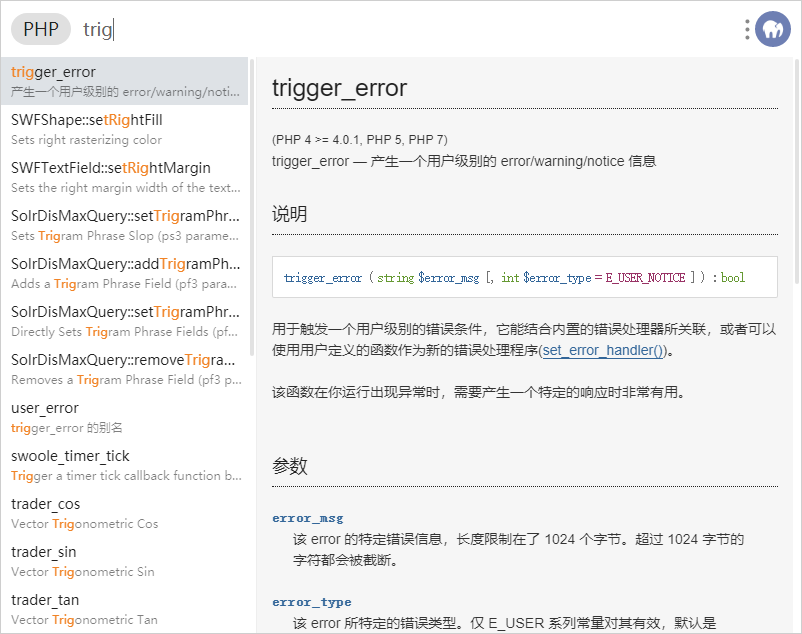 PHP trig
trigger_error
产生一个用户级别的 error/warning/noti...
SWFShape::setRightFill
Sets right rasterizing color
SWFTextField::setRightMargin
Sets the right margin width of the text...
SolrDisMaxQuery::setTrigramPhr...
Sets Trigram Phrase Slop (ps3 parame...
SolrDisMaxQuery::addTrigramPh...
Adds a Trigram Phrase Field (pf3 para...
SolrDisMaxQuery::setTrigramPhr...
Directly Sets Trigram Phrase Fields (pf...
SolrDisMaxQuery::removeTrigra...
Removes a Trigram Phrase Field (pf3 p...
user_error
trigger_error 的别名
swoole_timer_tick
Trigger a timer tick callback function b...
trader_cos
Vector Trigonometric Cos
trader_sin
Vector Trigonometric Sin
trader_tan
Vector Trigonometric Tan
trigger_error
(PHP 4 >= 4.0.1, PHP 5, PHP 7)
trigger_error — 产生一个用户级别的 error/warning/notice 信息
说明
trigger_error ( string $error_msg [, int $error_type = E_USER_NOTICE ] ) : bool
用于触发一个用户级别的错误条件，它能结合内置的错误处理器所关联，或者可以
使用用户定义的函数作为新的错误处理程序(set_error_handler())。
该函数在你运行出现异常时，需要产生一个特定的响应时非常有用。
参数
error_msg
该 error 的特定错误信息，长度限制在了 1024 个字节。超过 1024 字节的
字符都会被截断。
error_type
该 error 所特定的错误类型。仅 E_USER 系列常量对其有效，默认是